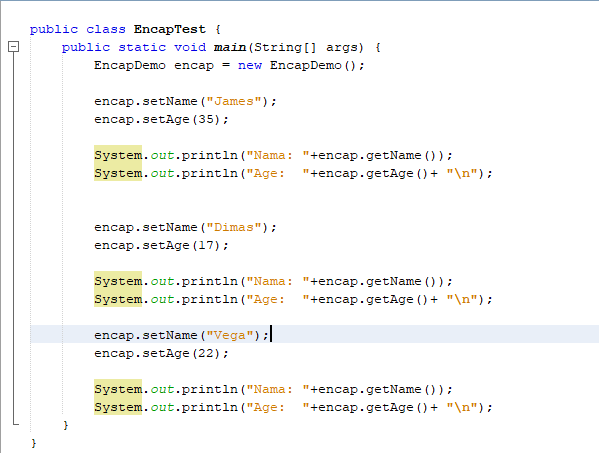 public class EncapTest {
public static void main(String[] args) {
EncapDemo encap = new EncapDemo();
encap.setName("James");
encap.setAge(35);
System.out.println("Nama: "+encap.getName());
System.out.println("Age:  "+encap.getAge()+ "\n");
encap.setName("Dimas");
encap.setAge(17);
System.out.println("Nama: "+encap.getName());
System.out.println("Age:  "+encap.getAge()+ "\n");
encap.setName("Vega");
encap.setAge(22);
System.out.println("Nama: "+encap.getName());
System.out.println("Age:  "+encap.getAge()+ "\n");
}
}